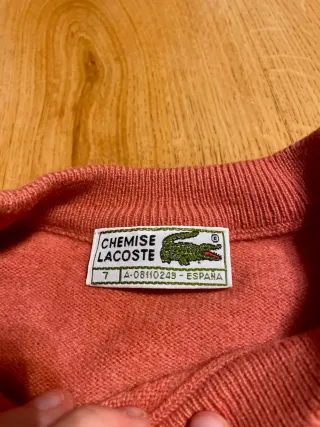 CHEMISE
LACOSTE ®
7 A-08110249 - ESPAÑA